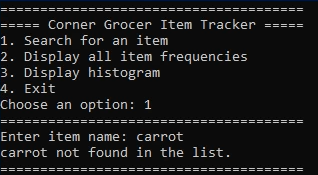 ======================================
===== Corner Grocer Item Tracker =====
1. Search for an item
2. Display all item frequencies
3. Display histogram
4. Exit
Choose an option: 1
======================================
Enter item name: carrot
carrot not found in the list.
======================================